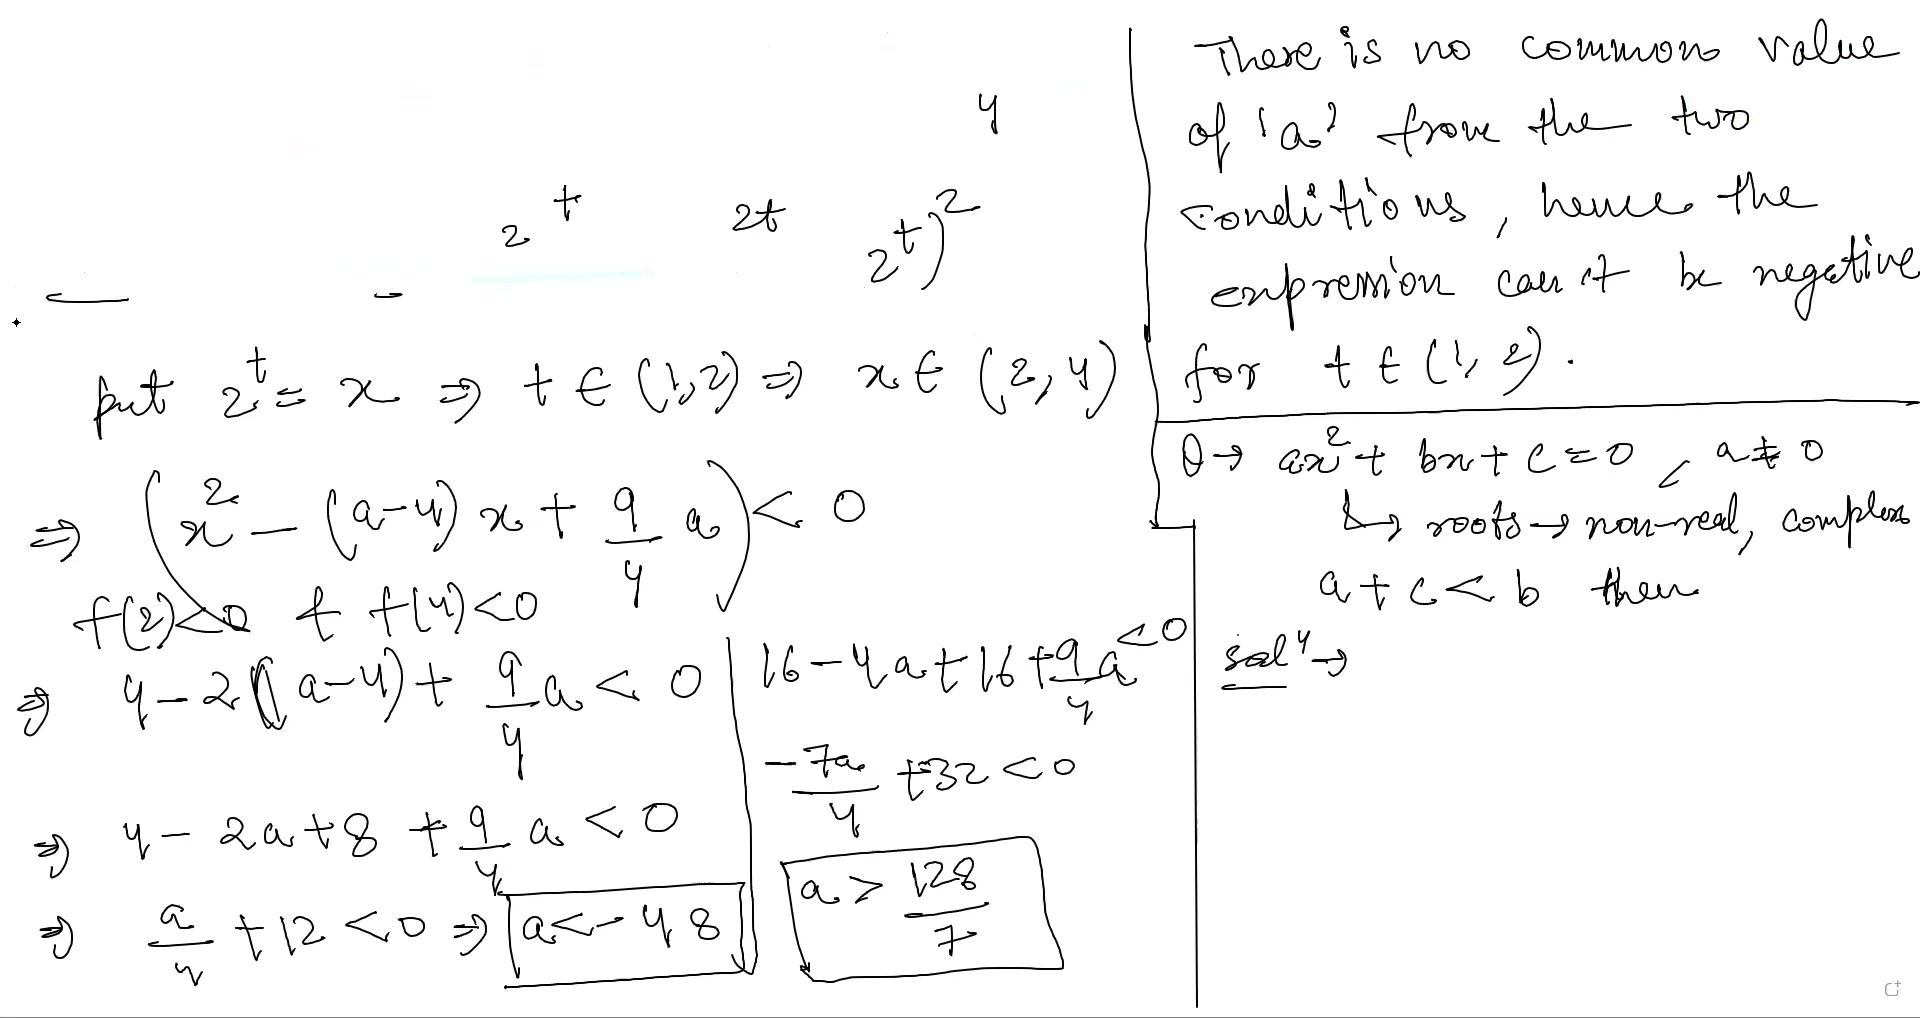 y
2^t 2t 2^t)^2
put 2^t = x ⇒ t ∈ (1,2) ⇒ x ∈ (2,4)
⇒ (x^2 - (a-4) x + 9/4 a) < 0
f(2)<0 & f(4)<0
⇒ 4 - 2(a-4) + 9/4 a < 0
⇒ 4 - 2a + 8 + 9/4 a < 0
⇒ a/4 + 12 < 0 ⇒ a < -48
16 - 4a + 16 + 9/4 a < 0
-7a/4 + 32 < 0
a > 128/7
There is no common value
of 'a' from the two
conditions, hence the
expression can't be negative
for t ∈ (1, 2).
Q → ax^2 + bx + c = 0, a ≠ 0
↳ roots → non-real, complex
a + c < b then
sol^n →